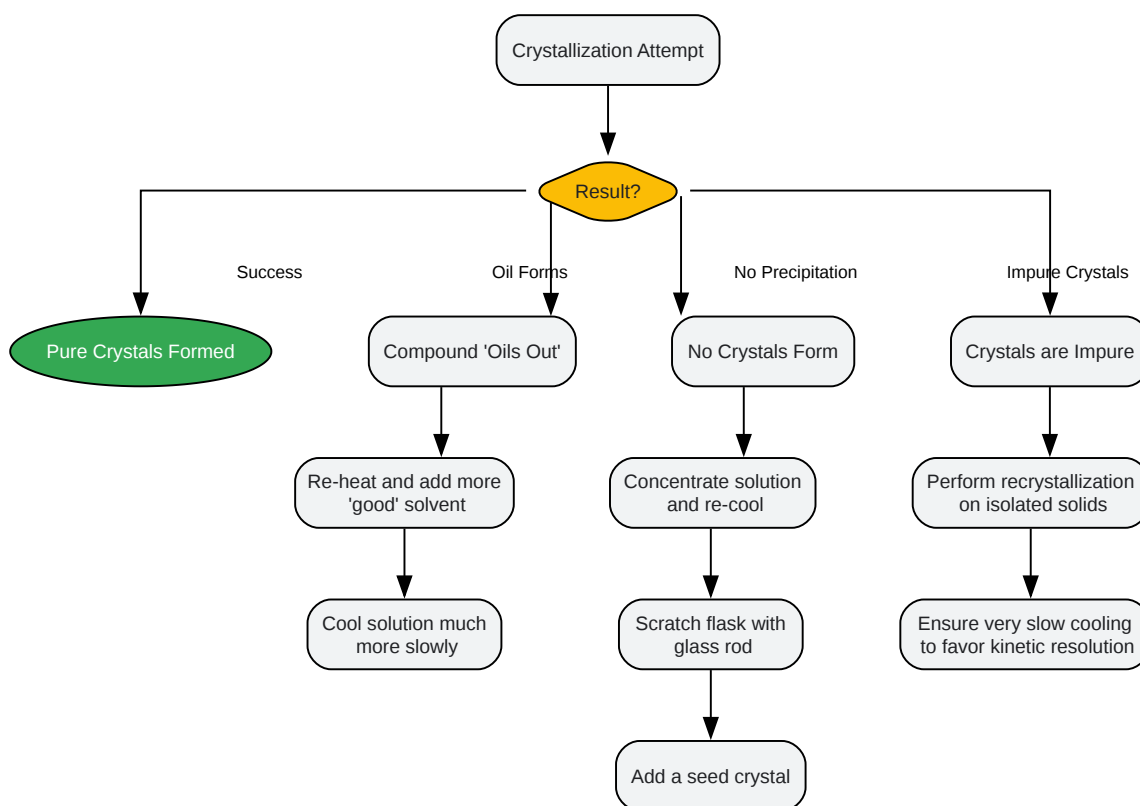 Crystallization Attempt
Result?
Success
Oil Forms
No Precipitation
Impure Crystals
Pure Crystals Formed
Compound 'Oils Out'
No Crystals Form
Crystals are Impure
Re-heat and add more
'good' solvent
Concentrate solution
and re-cool
Perform recrystallization
on isolated solids
Cool solution much
more slowly
Scratch flask with
glass rod
Ensure very slow cooling
to favor kinetic resolution
Add a seed crystal